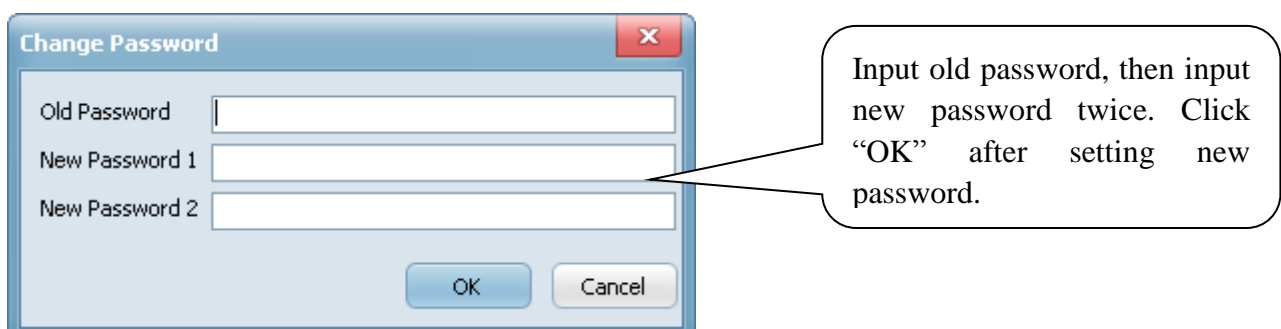 Change Password
Old Password
New Password 1
New Password 2
OK Cancel
Input old password, then input
new password twice. Click
“OK” after setting new
password.